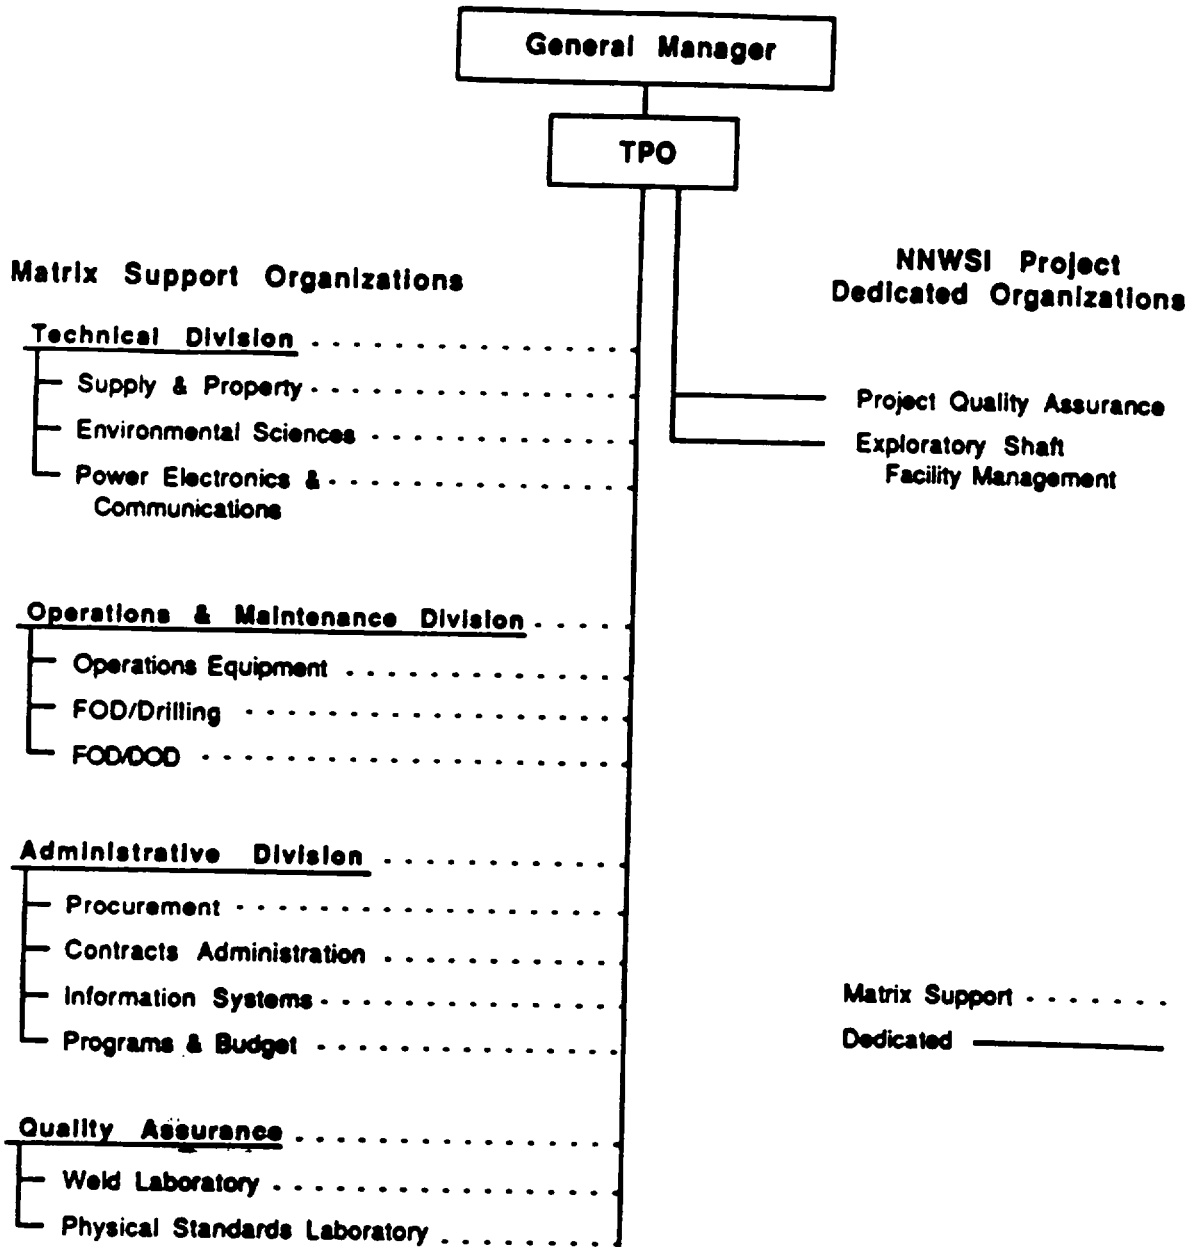 General Manager
TPO
Matrix Support Organizations
Technical Division
Supply & Property
Environmental Sciences
Power Electronics &
Communications
Operations & Maintenance Division
Operations Equipment
FOD/Drilling
FOD/DOD
Administrative Division
Procurement
Contracts Administration
Information Systems
Programs & Budget
Quality Assurance
Weld Laboratory
Physical Standards Laboratory
NNWSI Project
Dedicated Organizations
Project Quality Assurance
Exploratory Shaft
Facility Management
Matrix Support
Dedicated